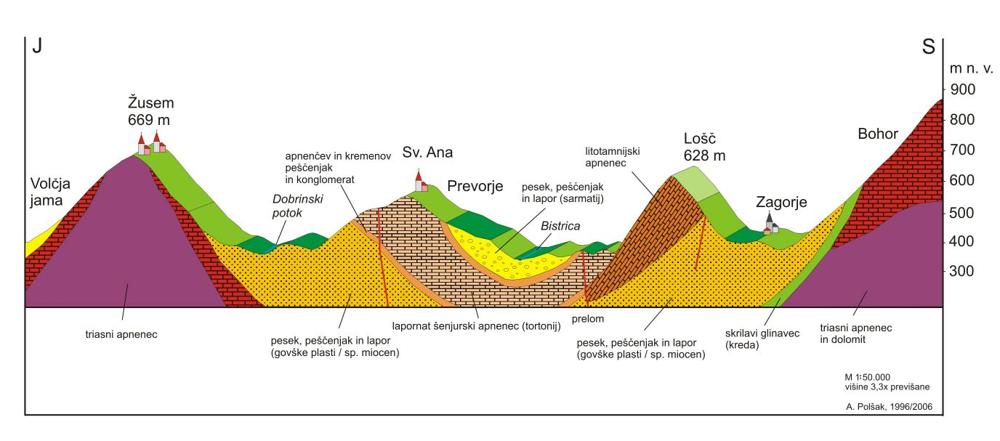 J
S
m n. v.
900
800
700
600
500
400
300
Žusem
669 m
Volčja
jama
apnenčev in kremenov
peščenjak
in konglomerat
Dobrinski
potok
Sv. Ana
Prevorje
pesek, peščenjak
in lapor (sarmatij)
Bistrica
litotamnijski
apnenec
Lošč
628 m
Zagorje
Bohor
triasni apnenec
pesek, peščenjak in lapor
(govške plasti / sp. miocen)
lapornat šenjurski apnenec (tortonij)
prelom
pesek, peščenjak in lapor
(govške plasti / sp. miocen)
skrilavi glinavec
(kreda)
triasni apnenec
in dolomit
M 1:50.000
višine 3,3x previšane
A. Polšak, 1996/2006